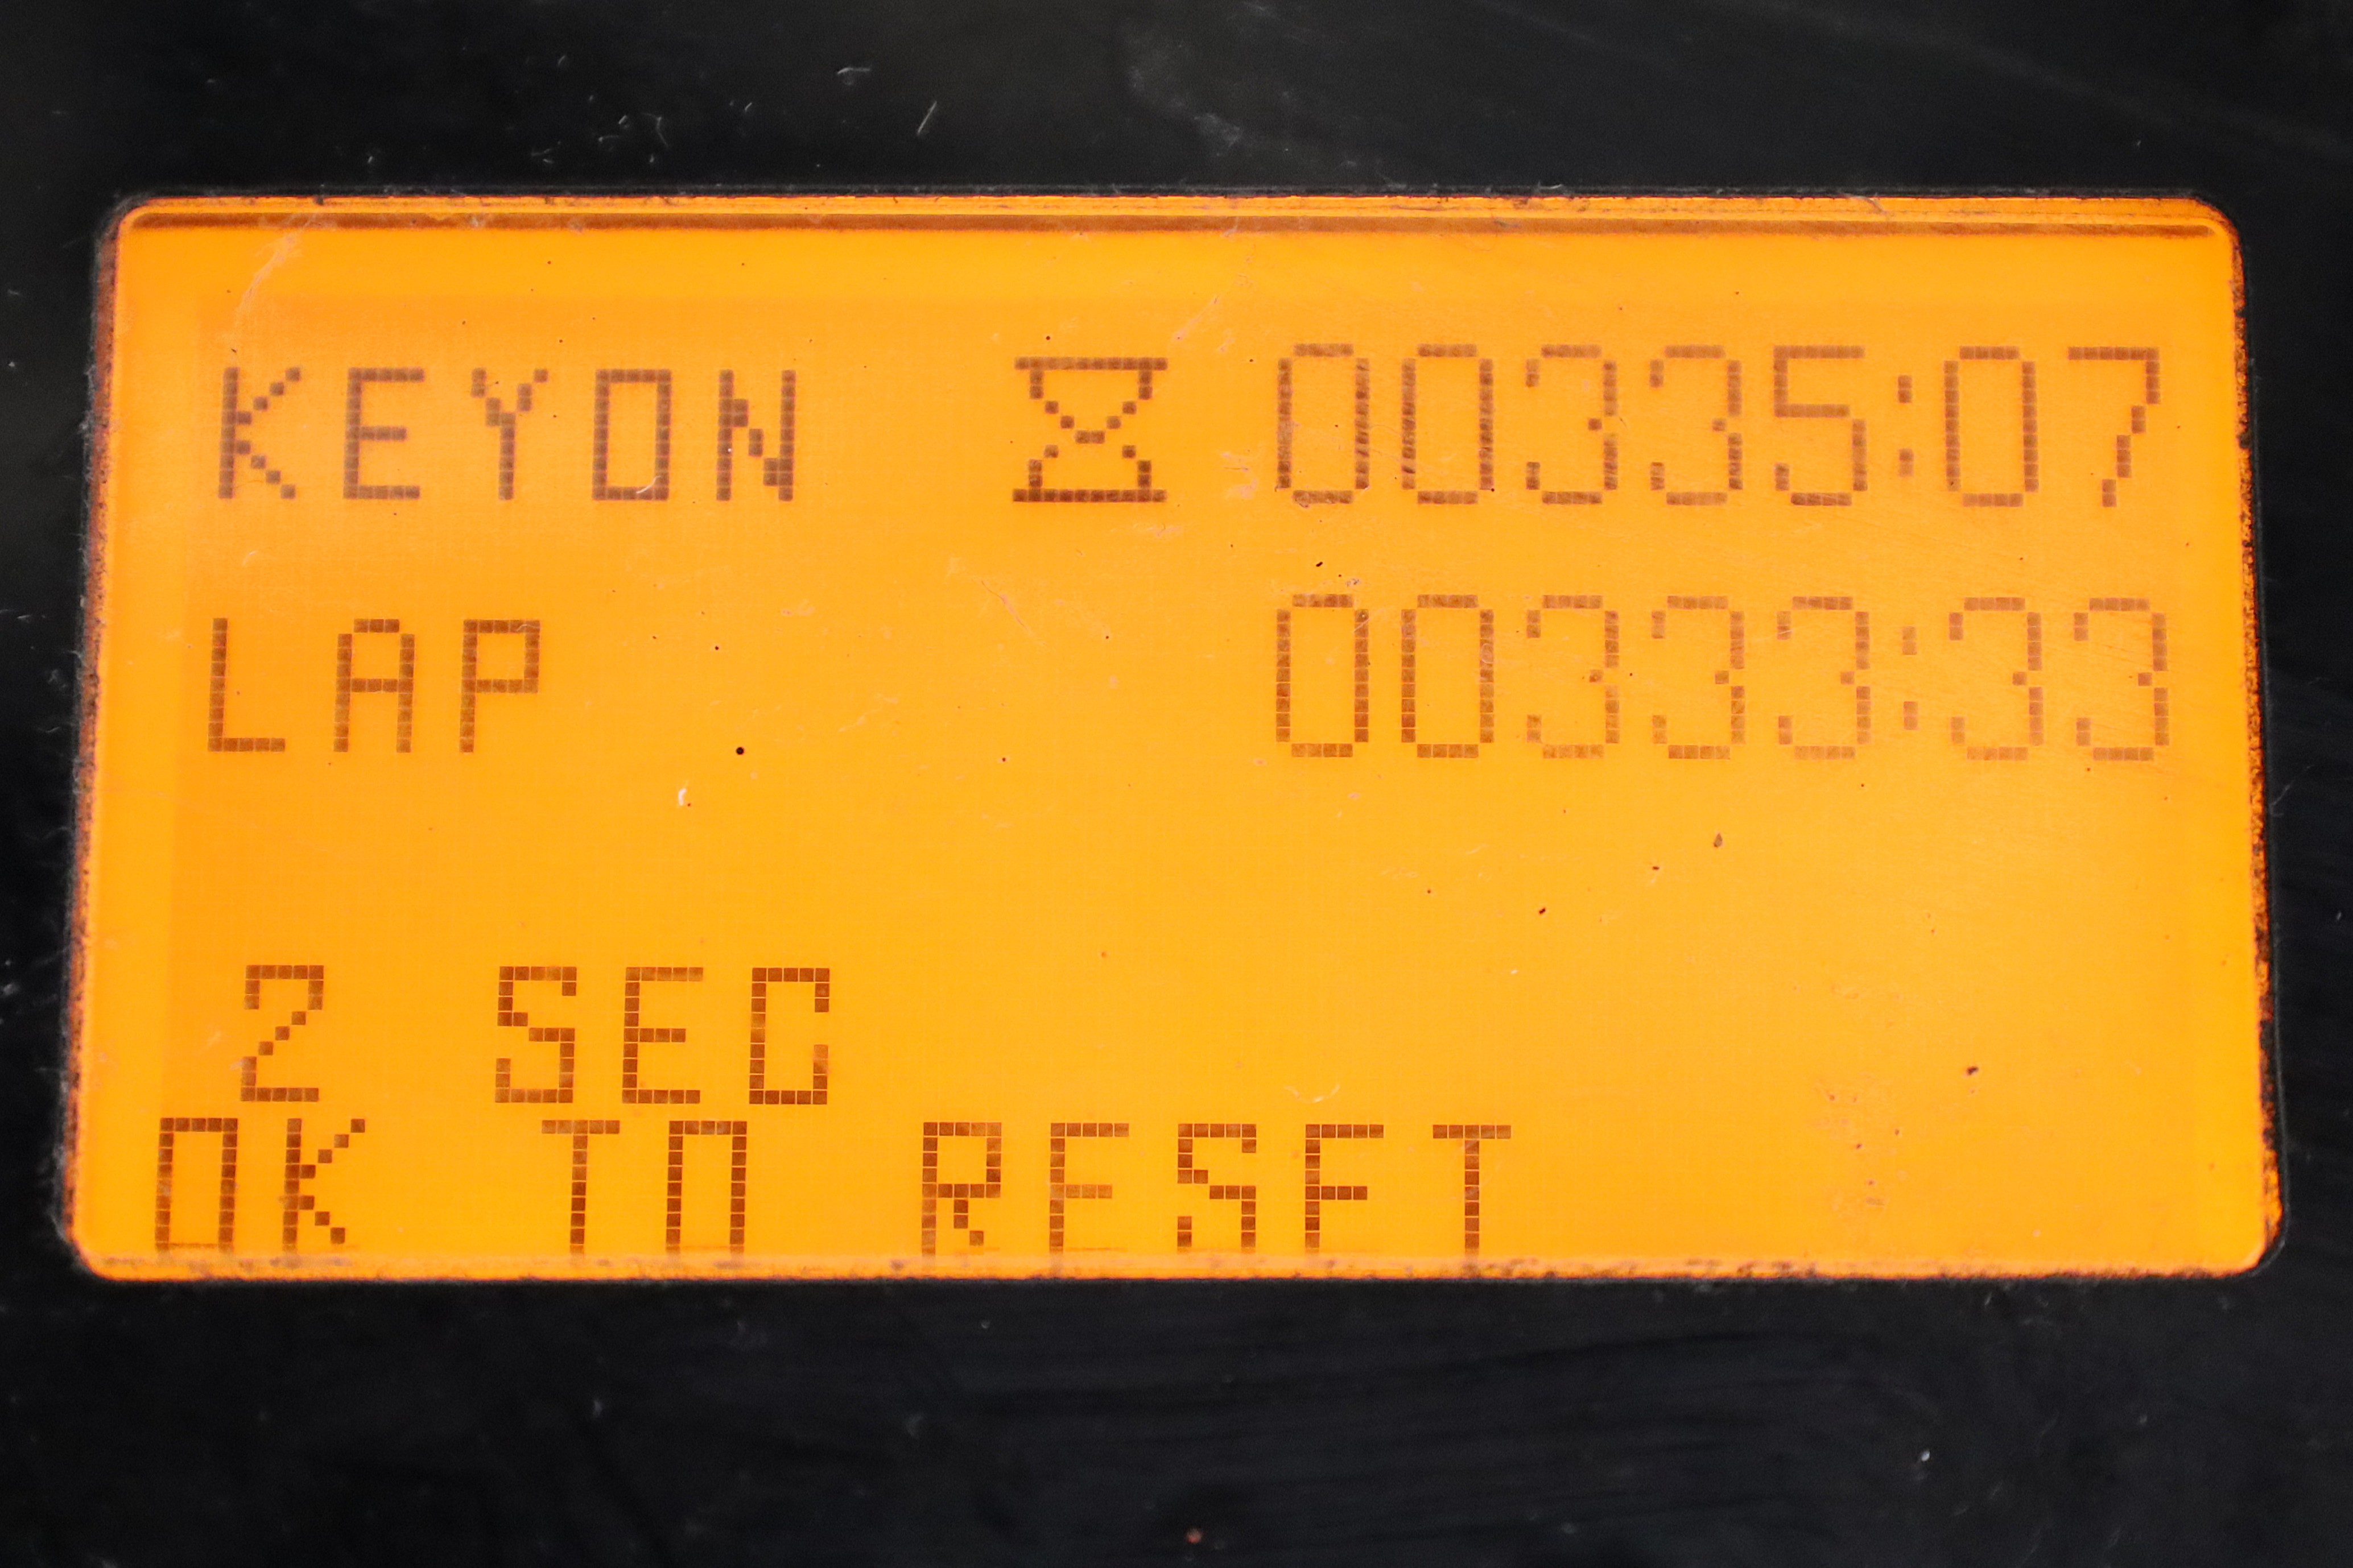 KEYON 00335:07
LAP 00333:33
2 SEC
OK TO RESET